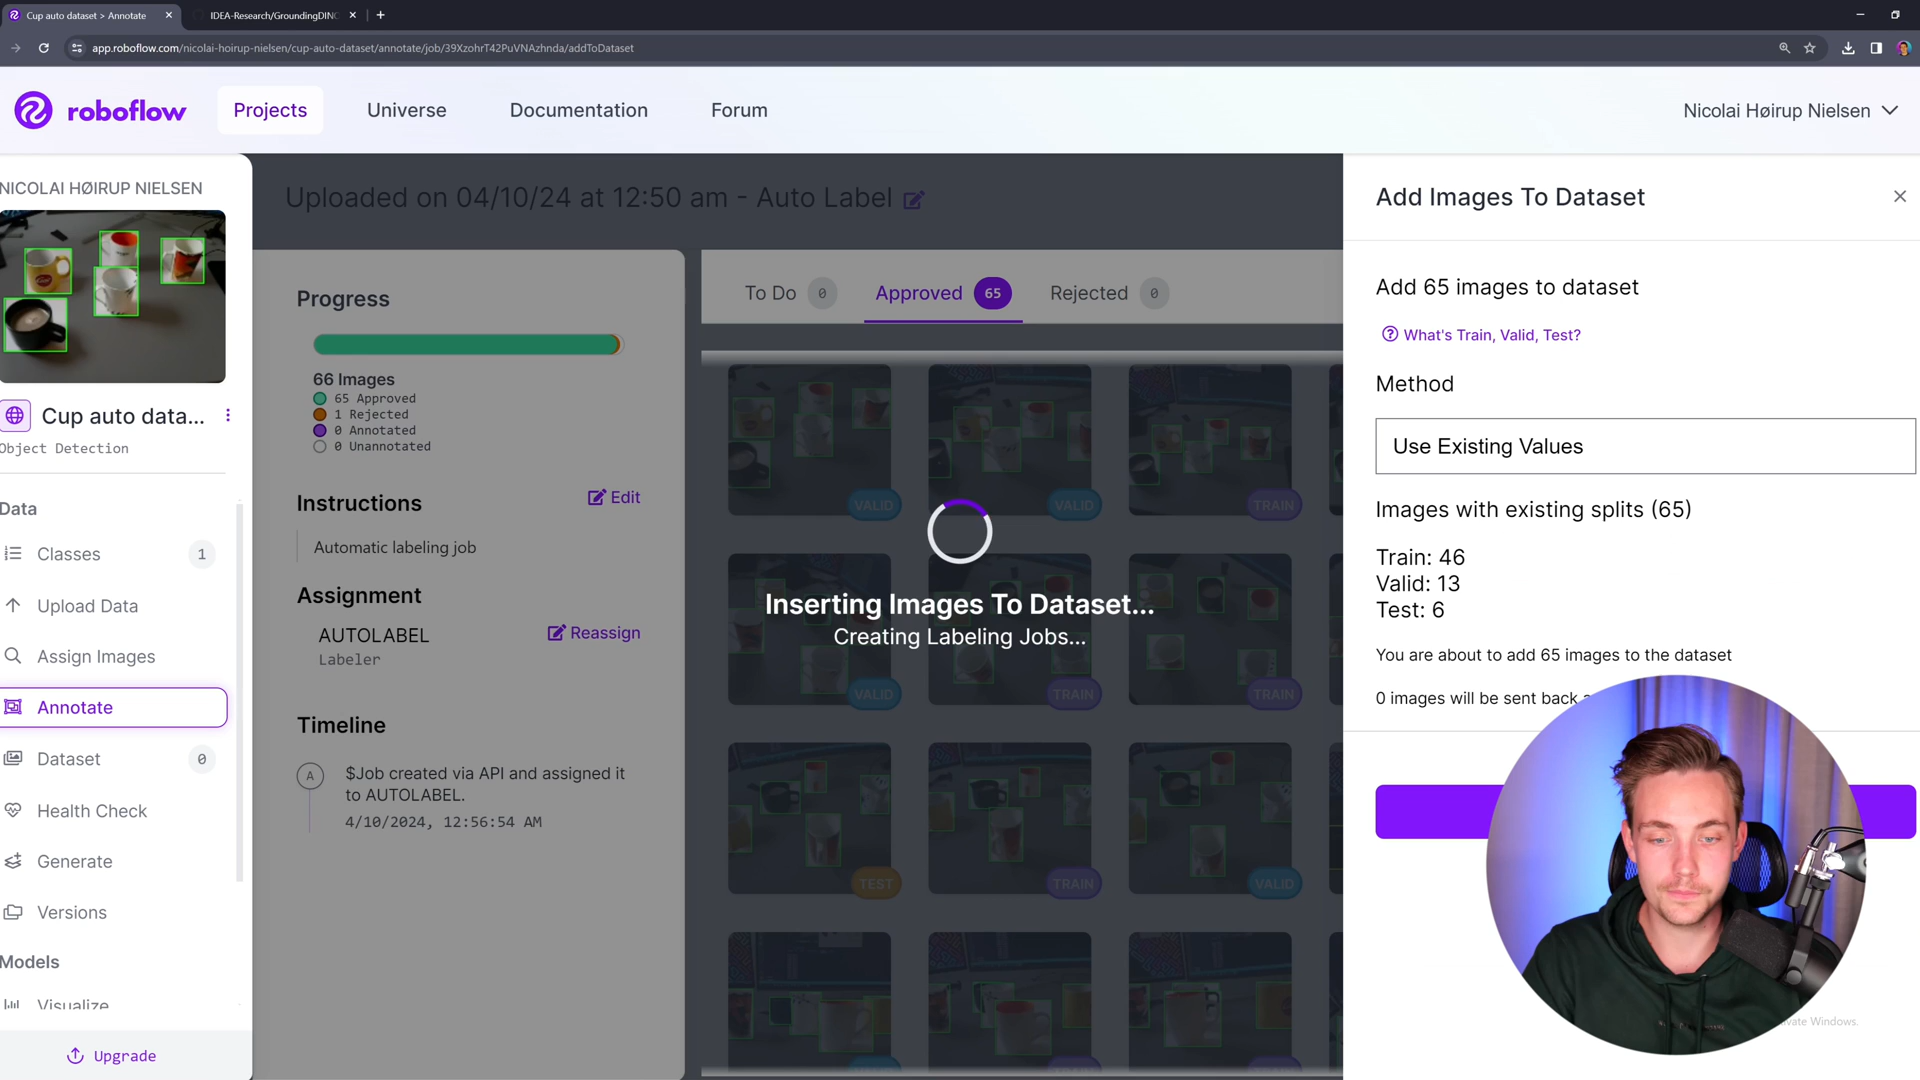 Cup auto dataset > Annotate
IDEA-Research/GroundingDINO
app.roboflow.com/nicolai-hoirup-nielsen/cup-auto-dataset/annotate/job/39XzohrT42PuVNAzhnda/addToDataset
roboflow
Projects
Universe
Documentation
Forum
Nicolai Høirup Nielsen
NICOLAI HØIRUP NIELSEN
Cup auto data...
Object Detection
Data
Classes 1
Upload Data
Assign Images
Annotate
Dataset 0
Health Check
Generate
Versions
Models
Visualize
Upgrade
Uploaded on 04/10/24 at 12:50 am - Auto Label
Progress
66 Images
65 Approved
1 Rejected
0 Annotated
0 Unannotated
Instructions
Edit
Automatic labeling job
Assignment
AUTOLABEL
Reassign
Labeler
Timeline
A
$Job created via API and assigned it
to AUTOLABEL.
4/10/2024, 12:56:54 AM
To Do 0
Approved 65
Rejected 0
VALID
VALID
TRAIN
Inserting Images To Dataset...
Creating Labeling Jobs...
VALID
TRAIN
TRAIN
TEST
TRAIN
VALID
Add Images To Dataset
Add 65 images to dataset
What's Train, Valid, Test?
Method
Use Existing Values
Images with existing splits (65)
Train: 46
Valid: 13
Test: 6
You are about to add 65 images to the dataset
0 images will be sent back
Windows.